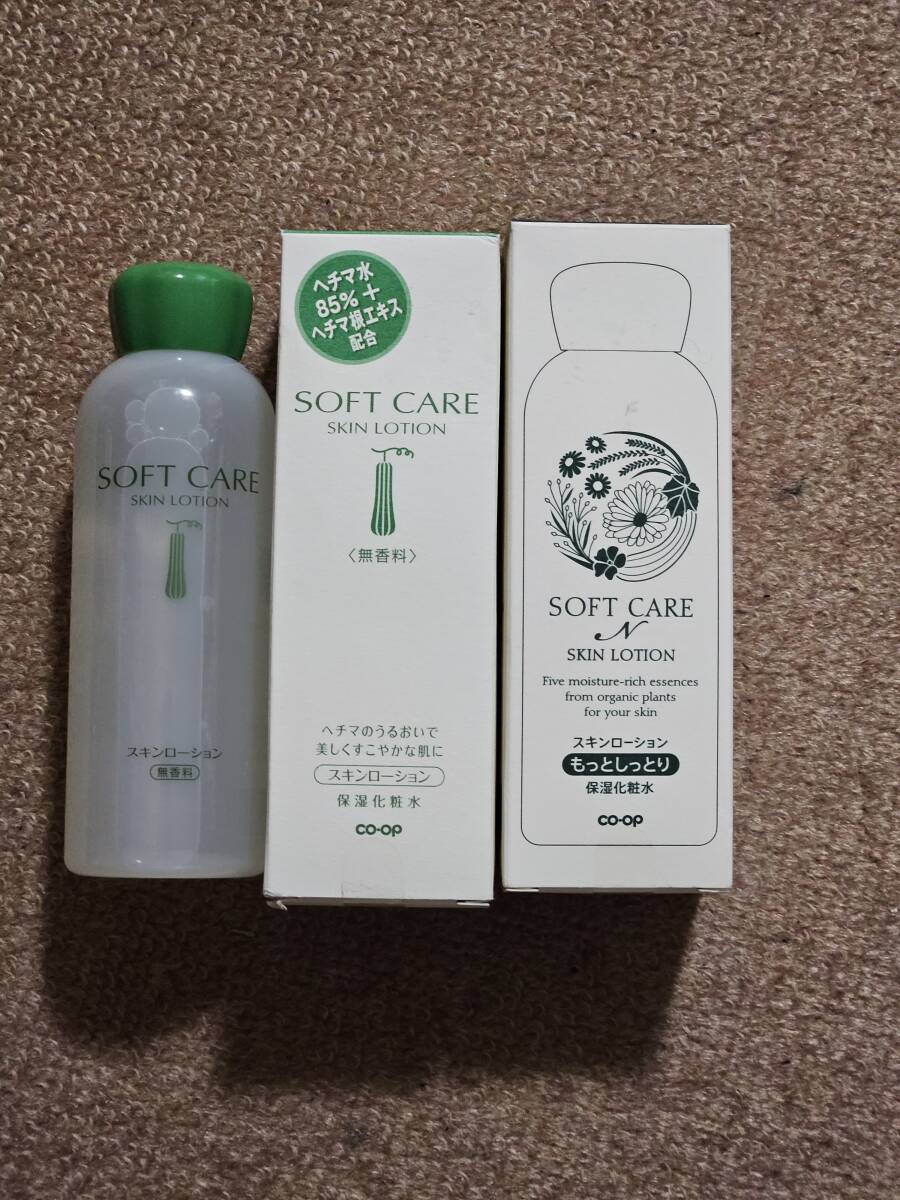 SOFT CARE
SKIN LOTION
スキンローション
無香料
ヘチマ水
85%+
ヘチマ根エキス
配合
SOFT CARE
SKIN LOTION
〈無香料〉
ヘチマのうるおいで
美しくすこやかな肌に
スキンローション
保湿化粧水
co·op
SOFT CARE
N
SKIN LOTION
Five moisture-rich essences
from organic plants
for your skin
スキンローション
もっとしっとり
保湿化粧水
co·op